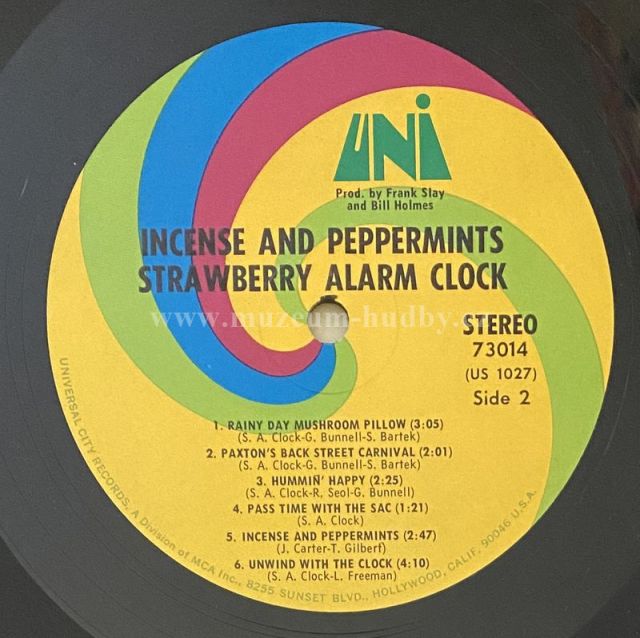 UNI
Prod. by Frank Slay
and Bill Holmes
INCENSE AND PEPPERMINTS
STRAWBERRY ALARM CLOCK
www.muzeum-hudby.cz
STEREO
73014
(US 1027)
Side 2
1. RAINY DAY MUSHROOM PILLOW (3:05)
(S. A. Clock-G. Bunnell-S. Bartek)
2. PAXTON'S BACK STREET CARNIVAL (2:01)
(S. A. Clock-G. Bunnell-S. Bartek)
3. HUMMIN' HAPPY (2:25)
(S. A. Clock-R. Seol-G. Bunnell)
4. PASS TIME WITH THE SAC (1:21)
(S. A. Clock)
5. INCENSE AND PEPPERMINTS (2:47)
(J. Carter-T. Gilbert)
6. UNWIND WITH THE CLOCK (4:10)
(S. A. Clock-L. Freeman)
UNIVERSAL CITY RECORDS, A Division of MCA Inc., 8255 SUNSET BLVD., HOLLYWOOD, CALIF. 90046 U.S.A.